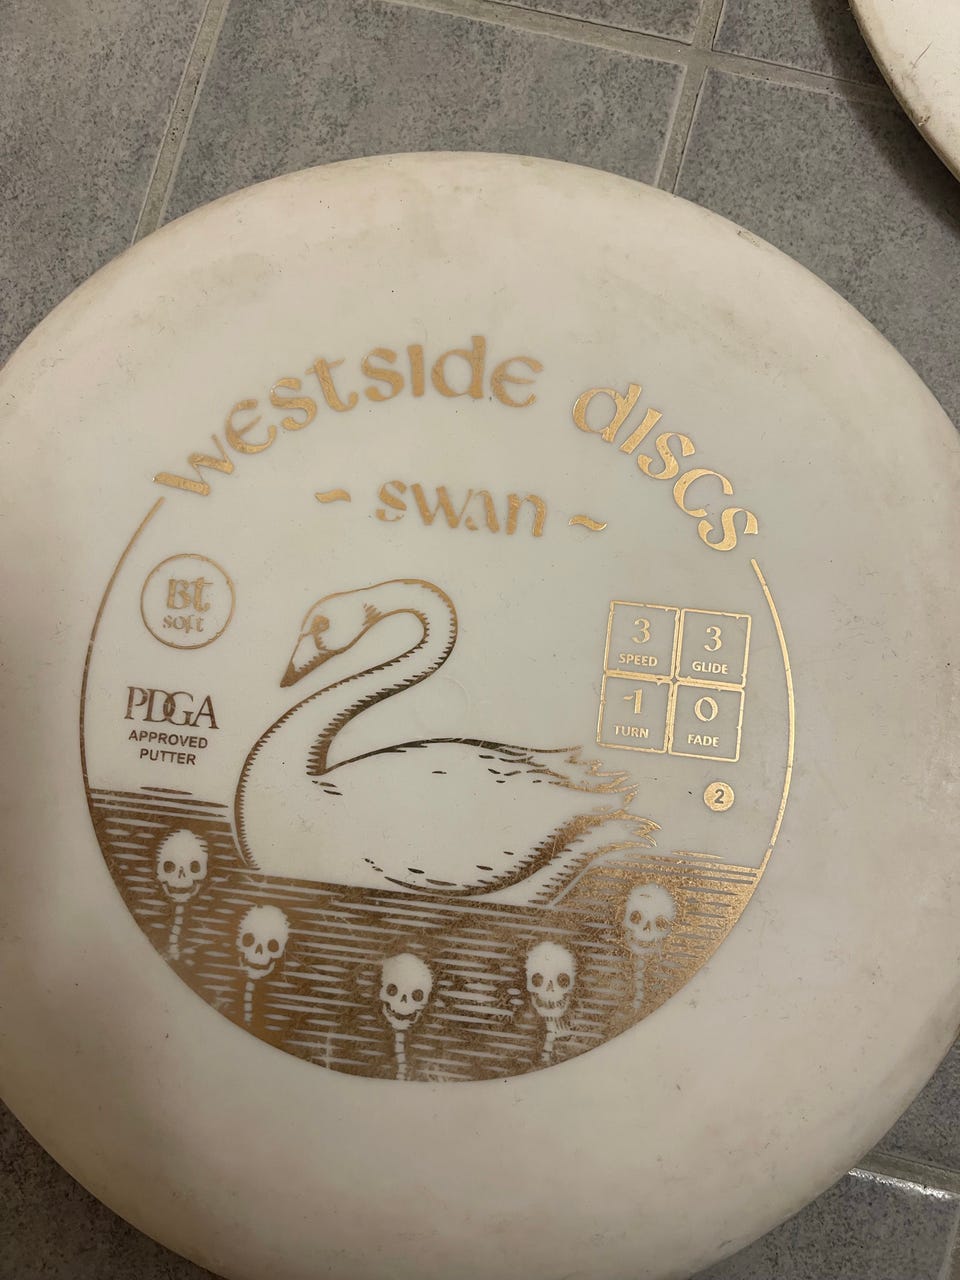 westside discs
~ swan ~
Bt
soft
PDGA
APPROVED
PUTTER
3
SPEED
3
GLIDE
-1
TURN
0
FADE
2